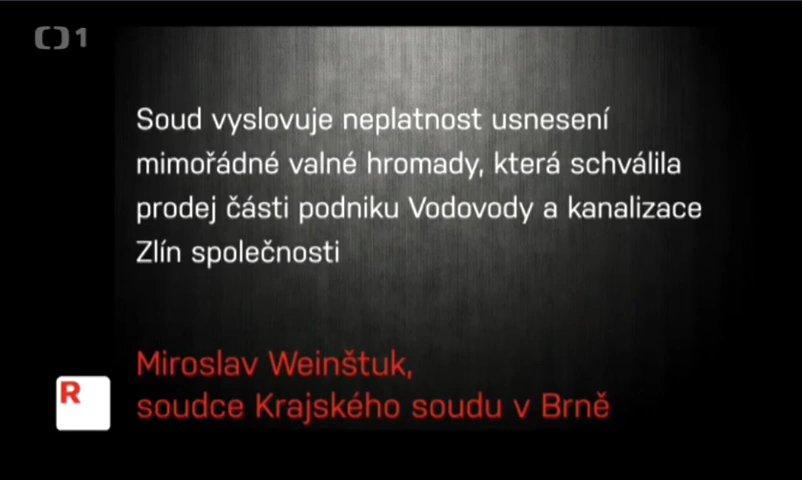 1
Soud vyslovuje neplatnost usnesení
mimořádné valné hromady, která schválila
prodej části podniku Vodovody a kanalizace
Zlín společnosti
Miroslav Weinštuk,
R
soudce Krajského soudu v Brně